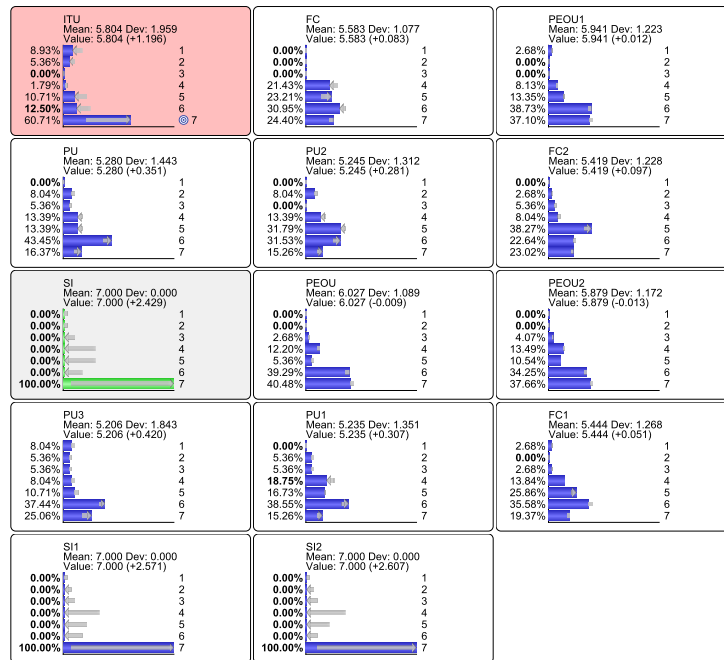 ITU
Mean: 5.804 Dev: 1.959
Value: 5.804 (+1.196)
8.93% 1
5.36% 2
0.00% 3
1.79% 4
10.71% 5
12.50% 6
60.71% 7
FC
Mean: 5.583 Dev: 1.077
Value: 5.583 (+0.083)
0.00% 1
0.00% 2
0.00% 3
21.43% 4
23.21% 5
30.95% 6
24.40% 7
PEOU1
Mean: 5.941 Dev: 1.223
Value: 5.941 (+0.012)
2.68% 1
0.00% 2
0.00% 3
8.13% 4
13.35% 5
38.73% 6
37.10% 7
PU
Mean: 5.280 Dev: 1.443
Value: 5.280 (+0.351)
0.00% 1
8.04% 2
5.36% 3
13.39% 4
13.39% 5
43.45% 6
16.37% 7
PU2
Mean: 5.245 Dev: 1.312
Value: 5.245 (+0.281)
0.00% 1
8.04% 2
0.00% 3
13.39% 4
31.79% 5
31.53% 6
15.26% 7
FC2
Mean: 5.419 Dev: 1.228
Value: 5.419 (+0.097)
0.00% 1
2.68% 2
5.36% 3
8.04% 4
38.27% 5
22.64% 6
23.02% 7
SI
Mean: 7.000 Dev: 0.000
Value: 7.000 (+2.429)
0.00% 1
0.00% 2
0.00% 3
0.00% 4
0.00% 5
0.00% 6
100.00% 7
PEOU
Mean: 6.027 Dev: 1.089
Value: 6.027 (-0.009)
0.00% 1
0.00% 2
2.68% 3
12.20% 4
5.36% 5
39.29% 6
40.48% 7
PEOU2
Mean: 5.879 Dev: 1.172
Value: 5.879 (-0.013)
0.00% 1
0.00% 2
4.07% 3
13.49% 4
10.54% 5
34.25% 6
37.66% 7
PU3
Mean: 5.206 Dev: 1.843
Value: 5.206 (+0.420)
8.04% 1
5.36% 2
5.36% 3
8.04% 4
10.71% 5
37.44% 6
25.06% 7
PU1
Mean: 5.235 Dev: 1.351
Value: 5.235 (+0.307)
0.00% 1
5.36% 2
5.36% 3
18.75% 4
16.73% 5
38.55% 6
15.26% 7
FC1
Mean: 5.444 Dev: 1.268
Value: 5.444 (+0.051)
2.68% 1
0.00% 2
2.68% 3
13.84% 4
25.86% 5
35.58% 6
19.37% 7
SI1
Mean: 7.000 Dev: 0.000
Value: 7.000 (+2.571)
0.00% 1
0.00% 2
0.00% 3
0.00% 4
0.00% 5
0.00% 6
100.00% 7
SI2
Mean: 7.000 Dev: 0.000
Value: 7.000 (+2.607)
0.00% 1
0.00% 2
0.00% 3
0.00% 4
0.00% 5
0.00% 6
100.00% 7